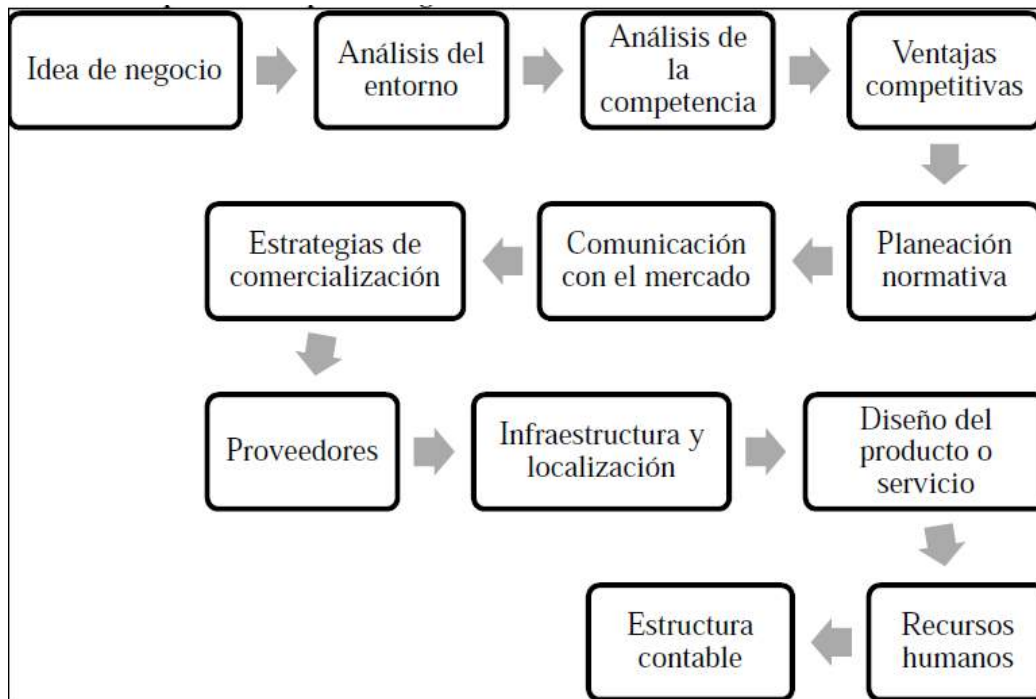 Idea de negocio
Análisis del
entorno
Análisis de
la
competencia
Ventajas
competitivas
Planeación
normativa
Comunicación
con el mercado
Estrategias de
comercialización
Proveedores
Infraestructura y
localización
Diseño del
producto o
servicio
Recursos
humanos
Estructura
contable